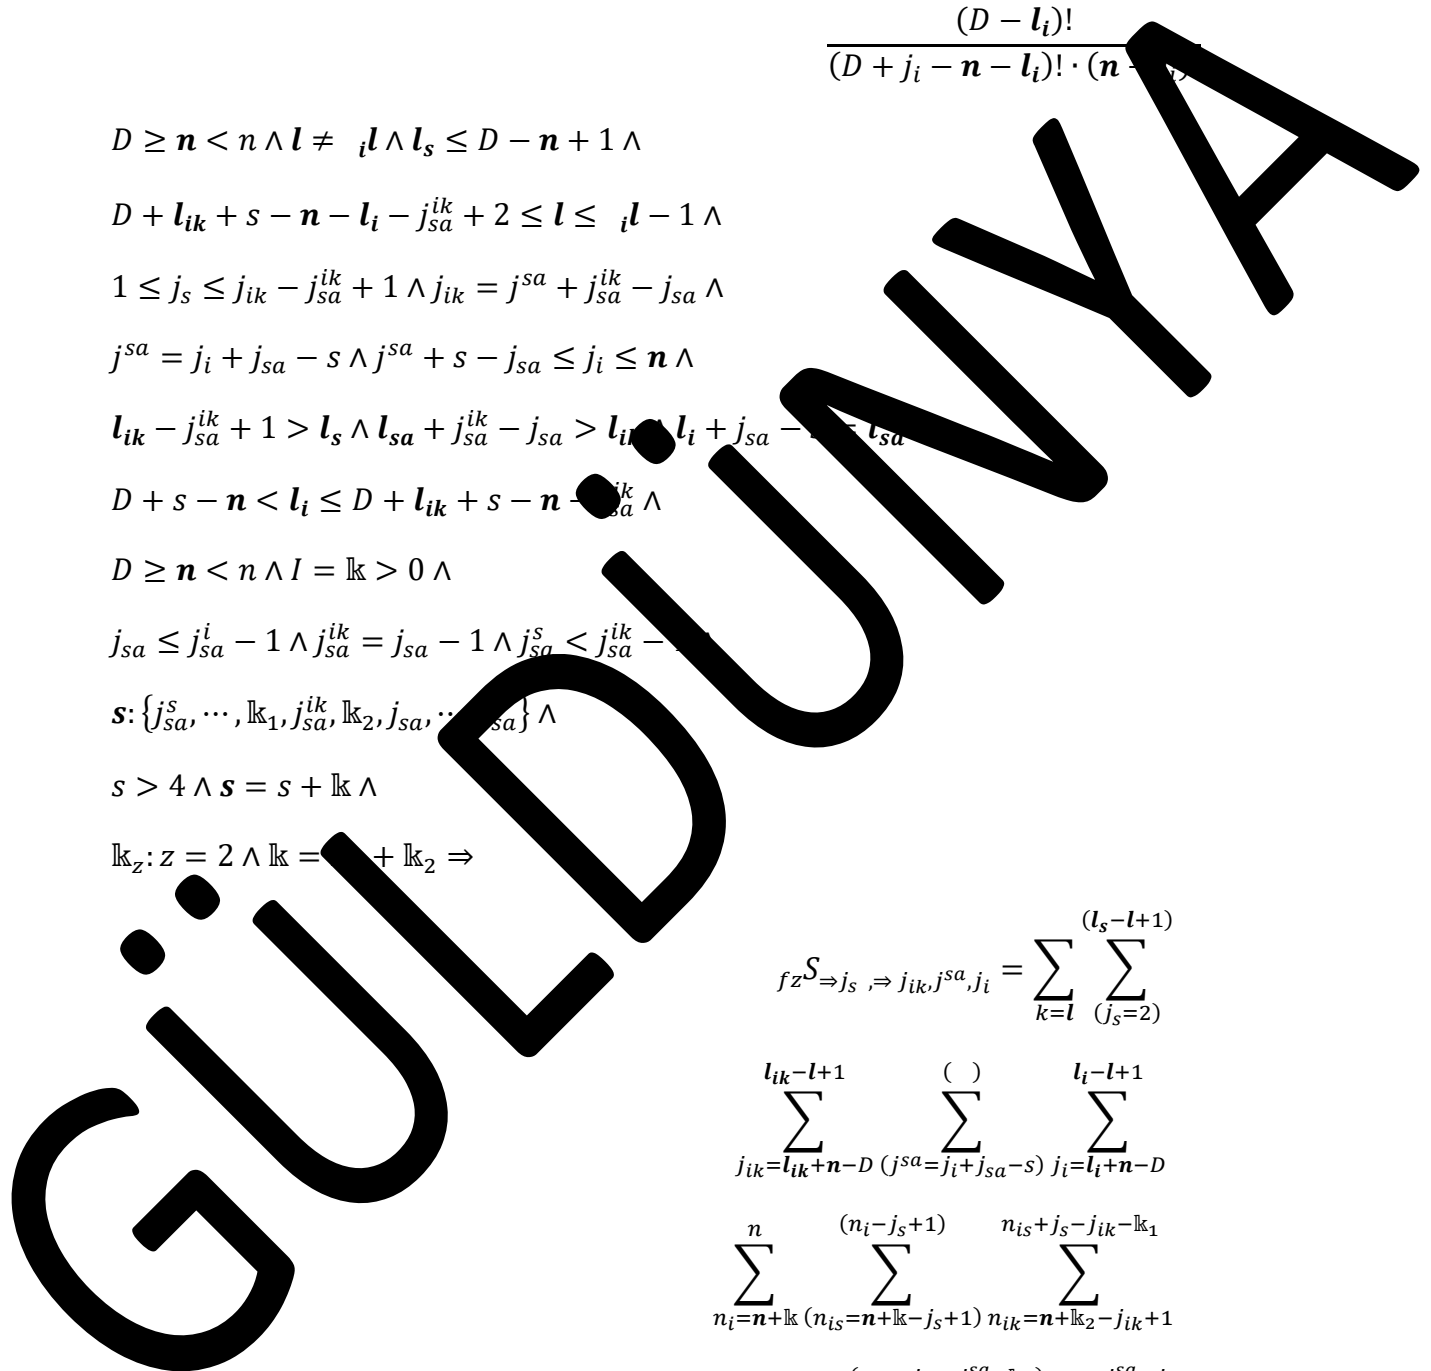 (D − l_i)!
(D + j_i − n − l_i)! · (n
D ≥ n < n ∧ l ≠ _il ∧ l_s ≤ D − n + 1 ∧
D + l_ik + s − n − l_i − j_sa^ik + 2 ≤ l ≤ _il − 1 ∧
1 ≤ j_s ≤ j_ik − j_sa^ik + 1 ∧ j_ik = j^sa + j_sa^ik − j_sa ∧
j^sa = j_i + j_sa − s ∧ j^sa + s − j_sa ≤ j_i ≤ n ∧
l_ik − j_sa^ik + 1 > l_s ∧ l_sa + j_sa^ik − j_sa > l_ik ∧ l_i + j_sa − = l_sa
D + s − n < l_i ≤ D + l_ik + s − n − ∧
D ≥ n < n ∧ I = 𝕜 > 0 ∧
j_sa ≤ j_sa^i − 1 ∧ j_sa^ik = j_sa − 1 ∧ j_sa^s < j_sa^ik −
s: {j_sa^s, ⋯ , 𝕜_1, j_sa^ik, 𝕜_2, j_sa, } ∧
s > 4 ∧ s = s + 𝕜 ∧
𝕜_z: z = 2 ∧ 𝕜 = + 𝕜_2 ⇒
GÜLDÜNYA
(l_s−l+1)
_fzS_⇒j_s ,⇒ j_ik,j^sa,j_i = ∑ ∑
k=l (j_s=2)
l_ik−l+1 ( ) l_i−l+1
∑ ∑ ∑
j_ik=l_ik+n−D (j^sa=j_i+j_sa−s) j_i=l_i+n−D
n (n_i−j_s+1) n_is+j_s−j_ik−𝕜_1
∑ ∑ ∑
n_i=n+𝕜 (n_is=n+𝕜−j_s+1) n_ik=n+𝕜_2−j_ik+1